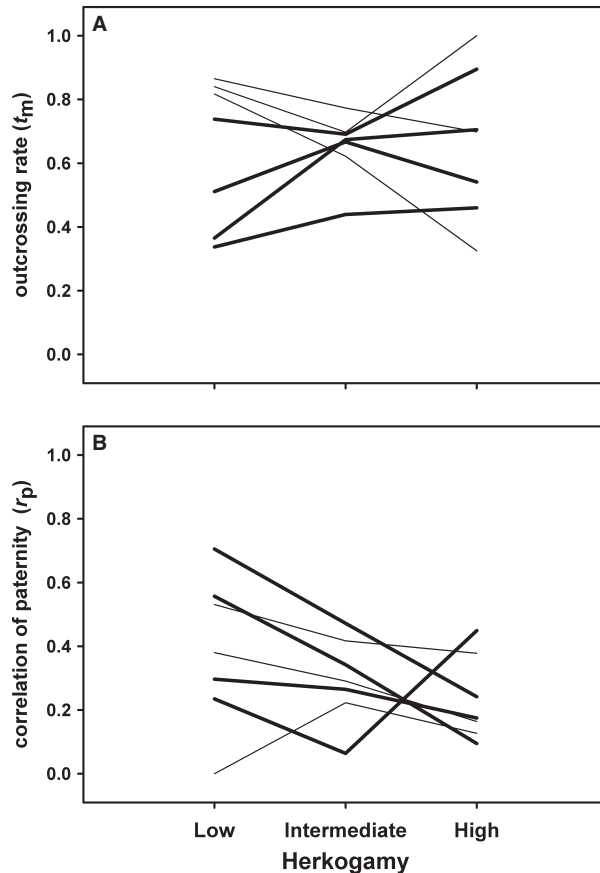 A
1.0
0.8
0.6
0.4
0.2
0.0
outcrossing rate (tm)
B
1.0
0.8
0.6
0.4
0.2
0.0
correlation of paternity (rp)
Low Intermediate High
Herkogamy